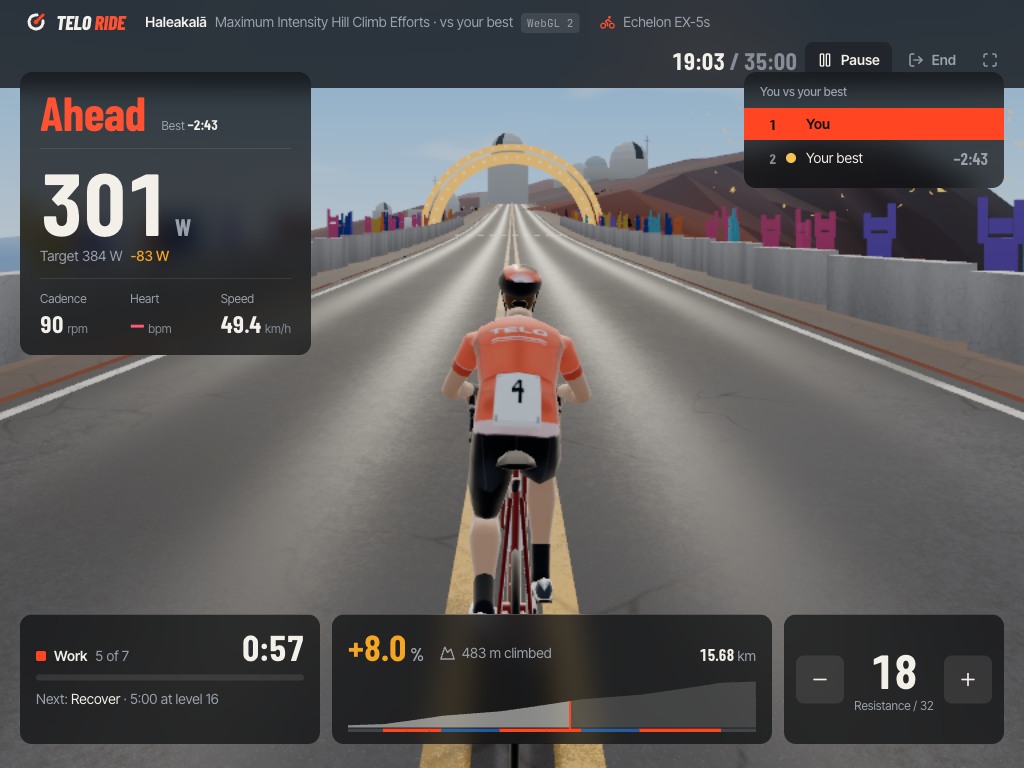 TELO RIDE Haleakalā Maximum Intensity Hill Climb Efforts · vs your best WebGL 2 Echelon EX-5s
19:03 / 35:00 Pause End
Ahead Best −2:43
301 W
Target 384 W -83 W
Cadence Heart Speed
90 rpm — bpm 49.4 km/h
You vs your best
1 You
2 Your best −2:43
TELO
4
Work 5 of 7 0:57
Next: Recover · 5:00 at level 16
+8.0 % 483 m climbed 15.68 km
− 18 +
Resistance / 32